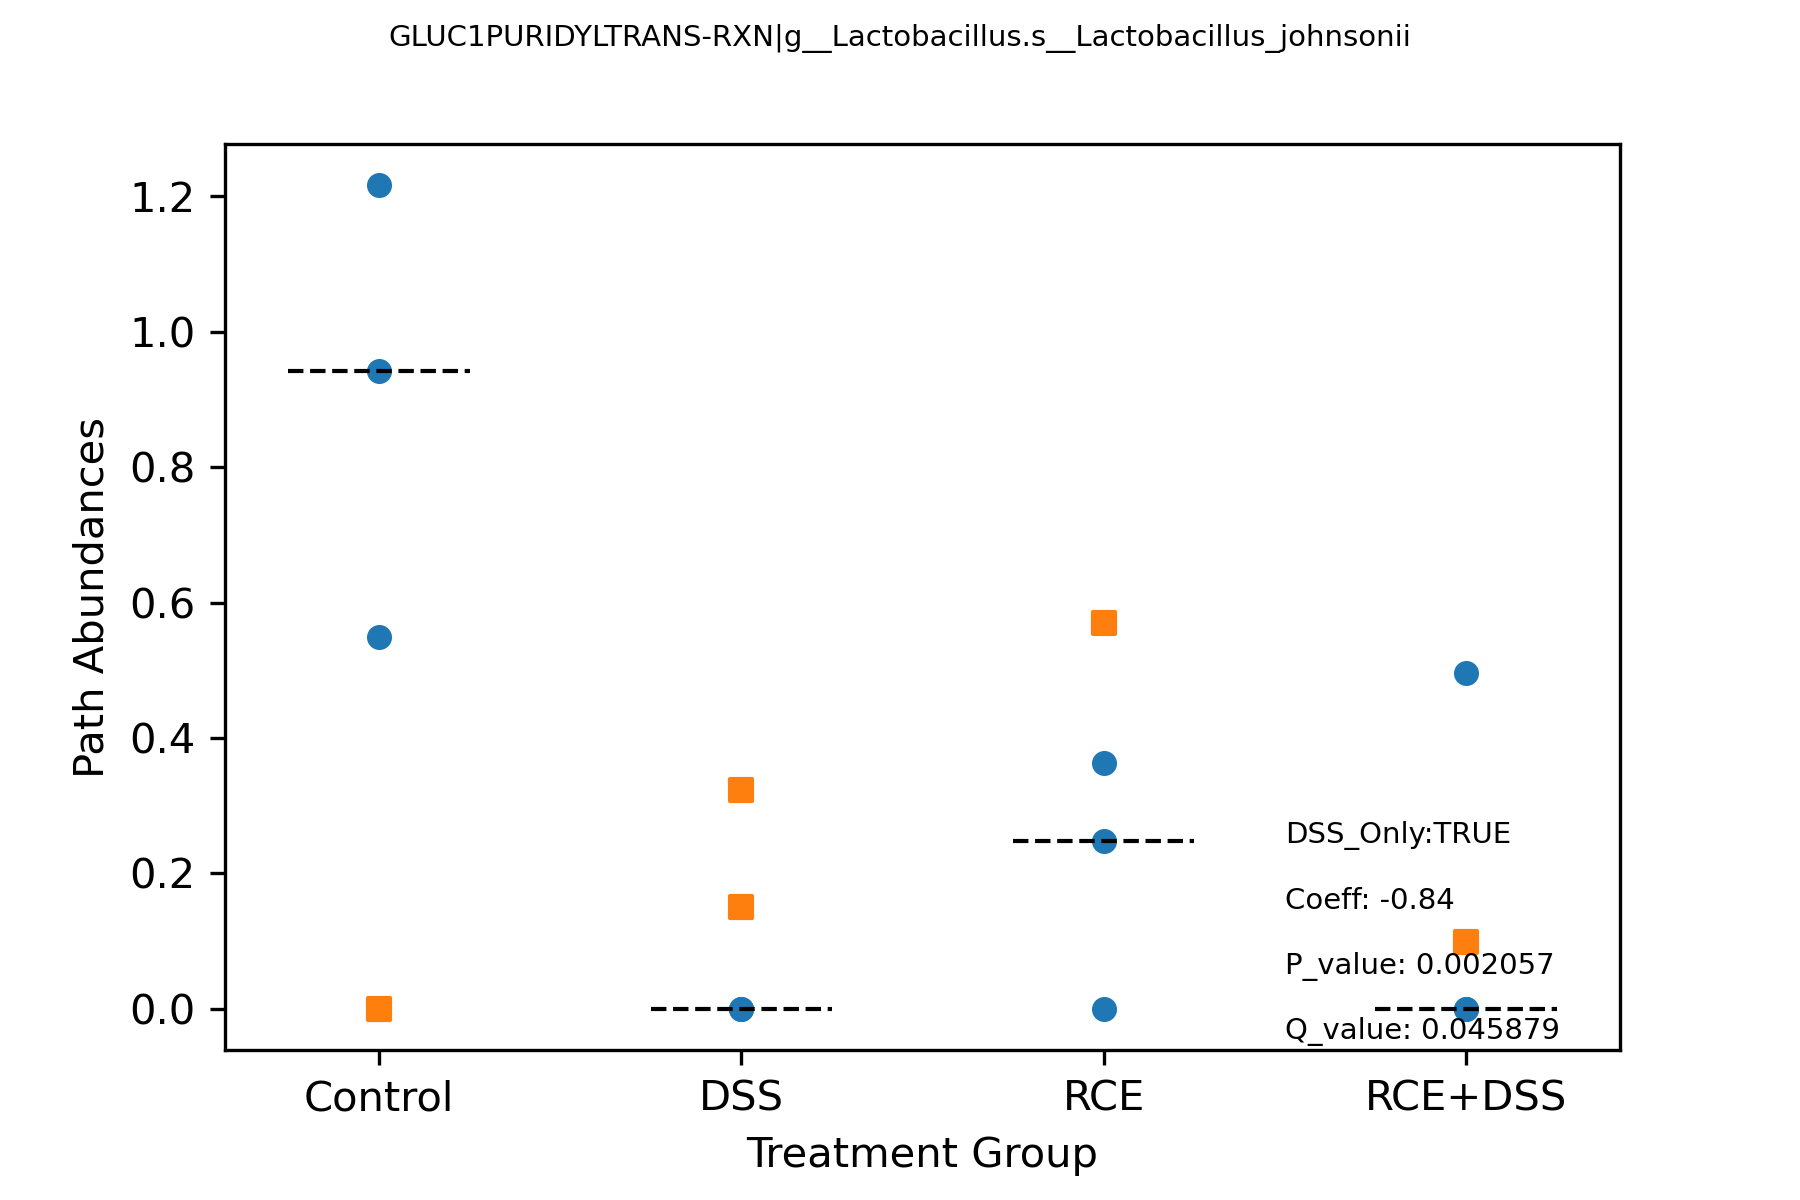 GLUC1PURIDYLTRANS-RXN|g__Lactobacillus.s__Lactobacillus_johnsonii
1.2
1.0
0.8
0.6
0.4
0.2
0.0
Path Abundances
DSS_Only:TRUE
Coeff: -0.84
P_value: 0.002057
Q_value: 0.045879
Control
DSS
RCE
RCE+DSS
Treatment Group